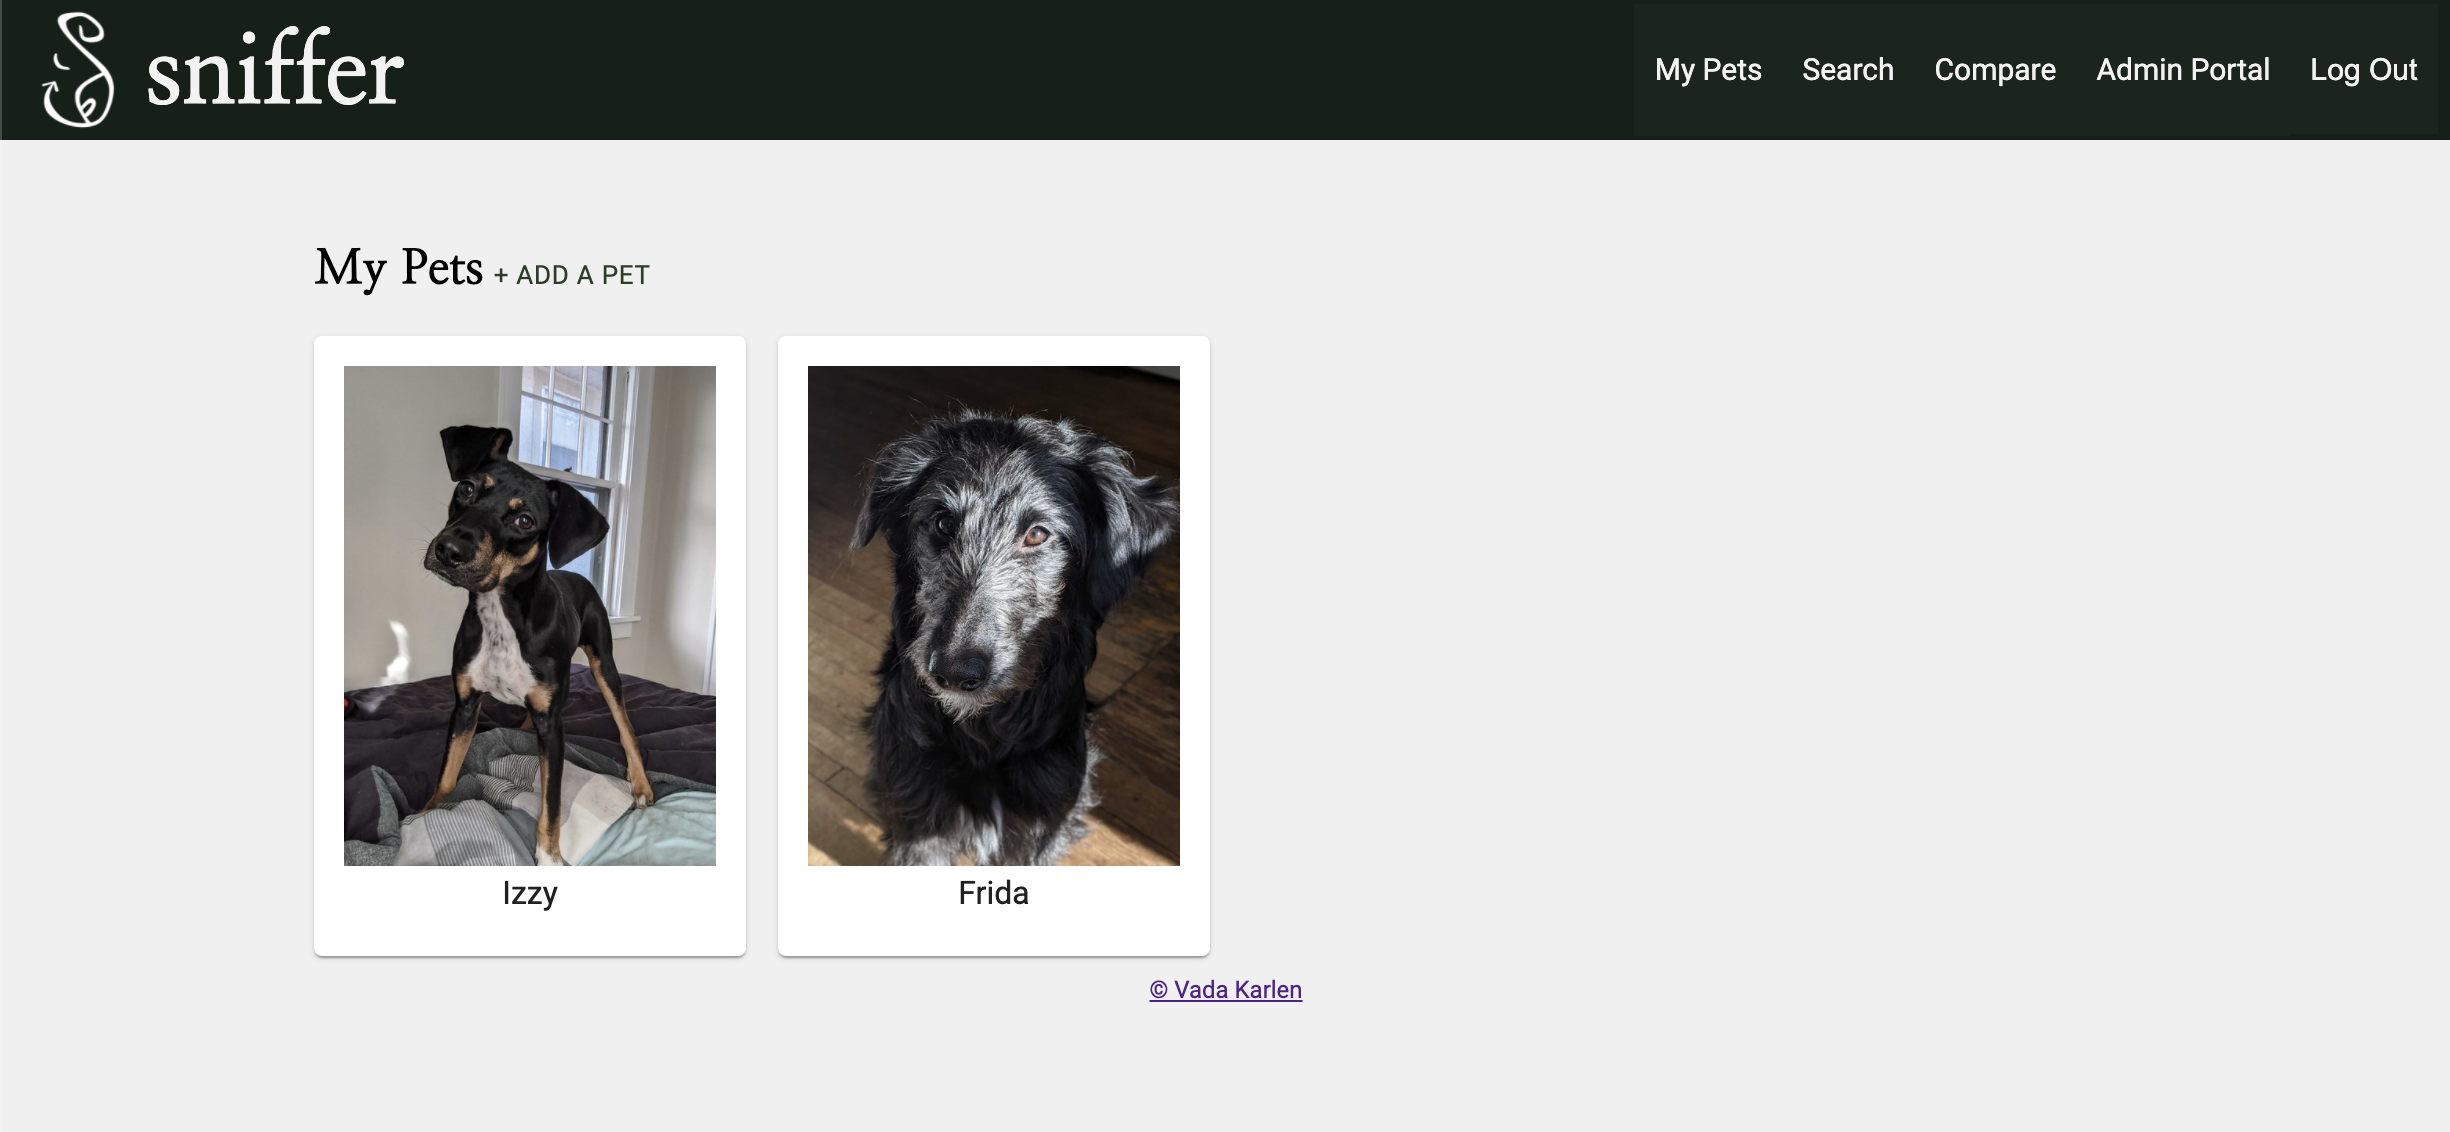 sniffer
My Pets Search Compare Admin Portal Log Out
My Pets + ADD A PET
Izzy
Frida
© Vada Karlen